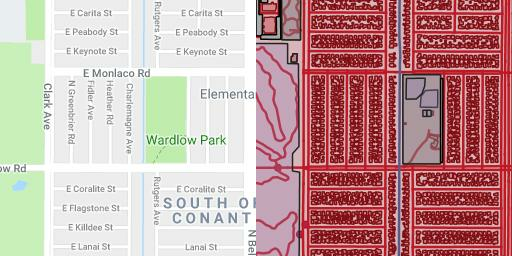 E Carita St
E Carita St
Rutgers Ave
E Peabody St
E Peabody St
E Keynote St
E Keynote St
E Monlaco Rd
Clark Ave
N Greenbrier Rd
Fidler Ave
Heather Rd
Charlemagne Ave
Elementa
Wardlow Park
ow Rd
E Coralite St
E Coralite St
Rutgers Ave
SOUTH OF
CONANT
E Flagstone St
E Killdee St
E Lanai St
Lanai St
N Bel